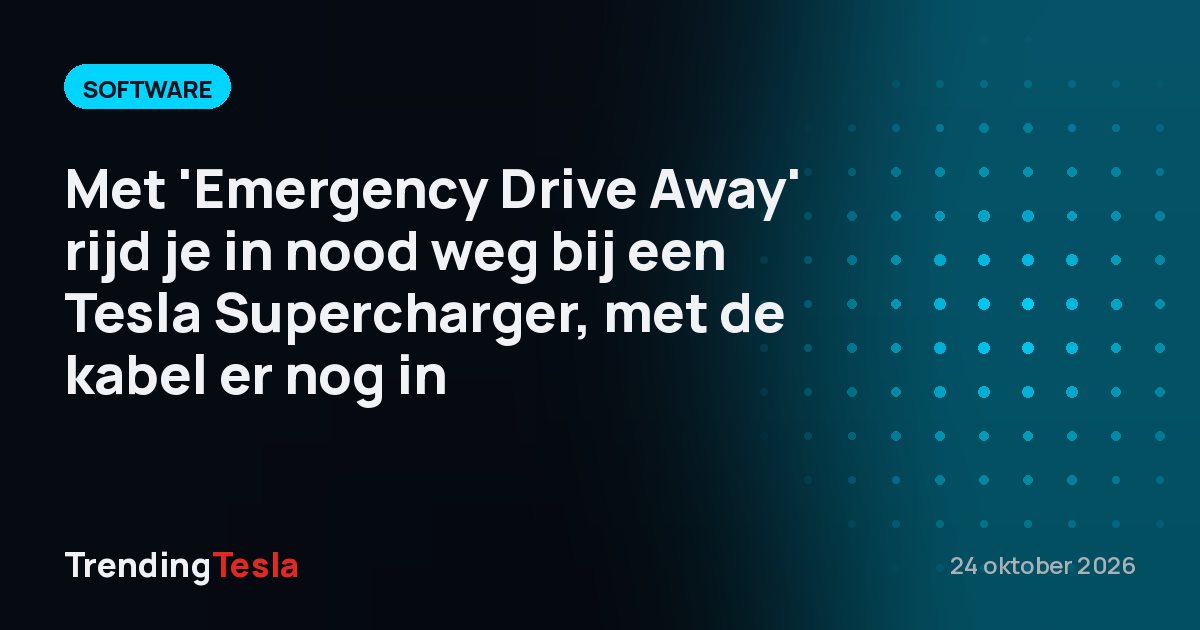 SOFTWARE
Met 'Emergency Drive Away'
rijd je in nood weg bij een
Tesla Supercharger, met de
kabel er nog in
TrendingTesla
24 oktober 2026